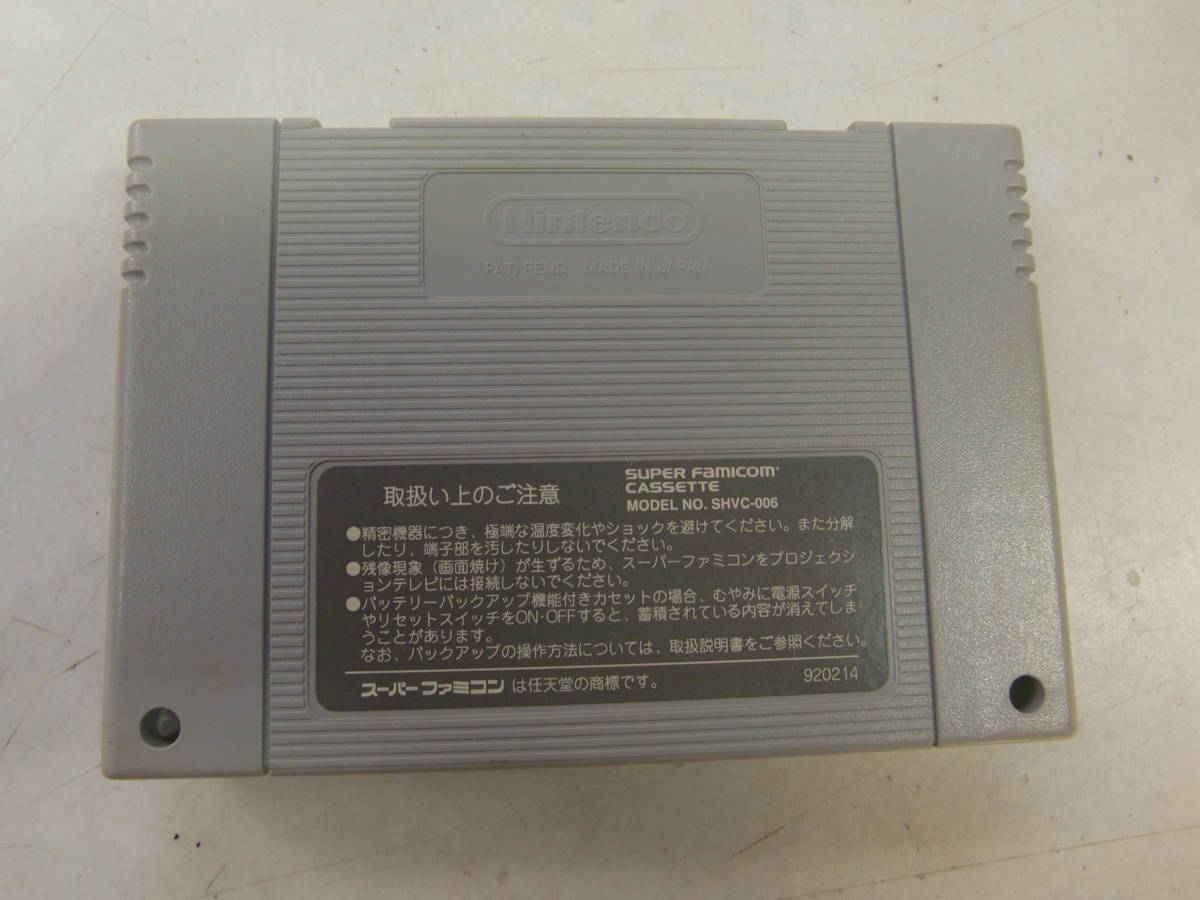 Nintendo®
PAT. PEND. MADE IN JAPAN
取扱い上のご注意
SUPER Famicom
CASSETTE
MODEL NO. SHVC-006
●精密機器につき、極端な温度変化やショックを避けてください。また分解
したり、端子部を汚したりしないでください。
●残像現象(画面焼け)が生ずるため、スーパーファミコンをプロジェクシ
ョンテレビには接続しないでください。
●バッテリーバックアップ機能付きカセットの場合、むやみに電源スイッチ
やリセットスイッチをON・OFFすると、蓄積されている内容が消えてしま
うことがあります。
なお、バックアップの操作方法については、取扱説明書をご参照ください。
スーパーファミコン は任天堂の商標です。
920214